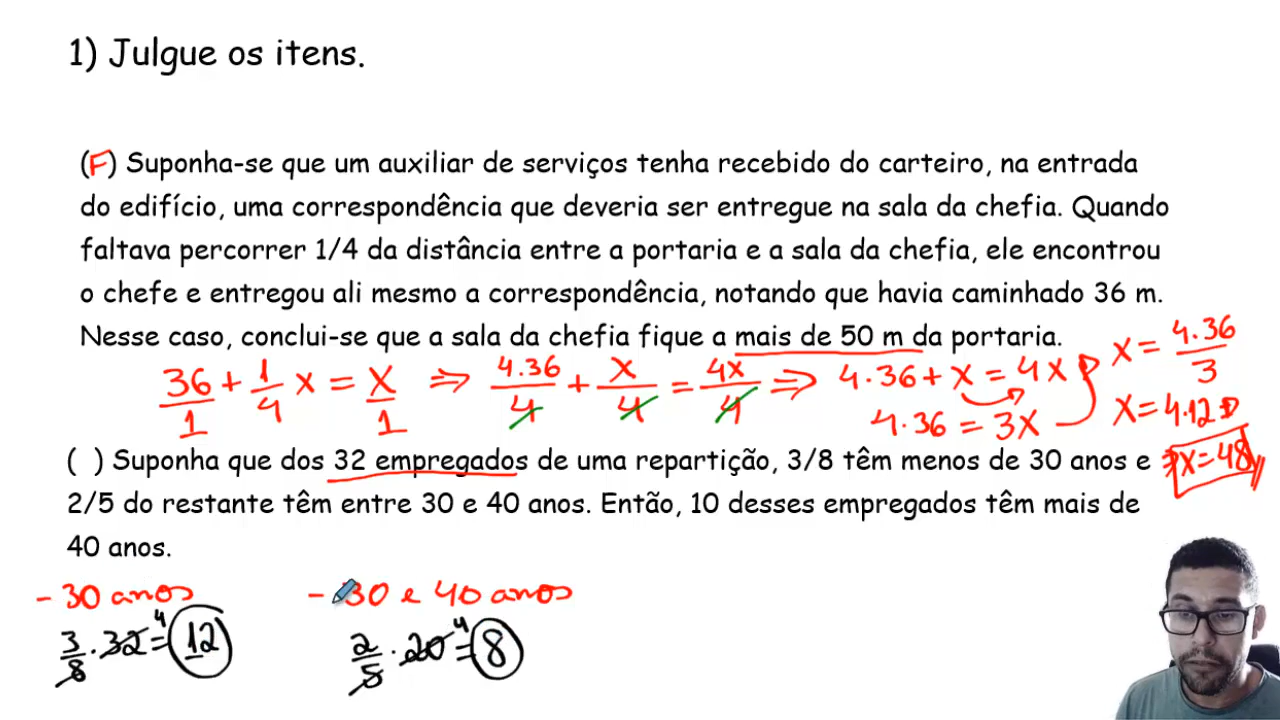 1) Julgue os itens.
(F) Suponha-se que um auxiliar de serviços tenha recebido do carteiro, na entrada
do edifício, uma correspondência que deveria ser entregue na sala da chefia. Quando
faltava percorrer 1/4 da distância entre a portaria e a sala da chefia, ele encontrou
o chefe e entregou ali mesmo a correspondência, notando que havia caminhado 36 m.
Nesse caso, conclui-se que a sala da chefia fique a mais de 50 m da portaria.
36/1 + 1/4 x = x/1 => 4.36/4 + x/4 = 4x/4 => 4.36 + x = 4x
4.36 = 3x
x = 4.36/3
x = 4.12
x = 48
( ) Suponha que dos 32 empregados de uma repartição, 3/8 têm menos de 30 anos e
2/5 do restante têm entre 30 e 40 anos. Então, 10 desses empregados têm mais de
40 anos.
- 30 anos
3/8 . 32 4 = 12
- 30 e 40 anos
2/5 . 20 4 = 8